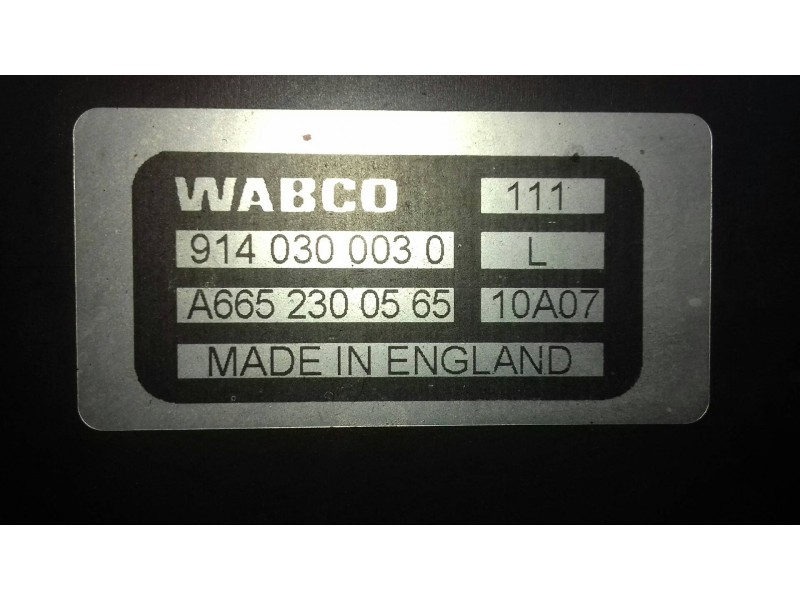 WABCO 111
914 030 003 0 L
A665 230 05 65 10A07
MADE IN ENGLAND